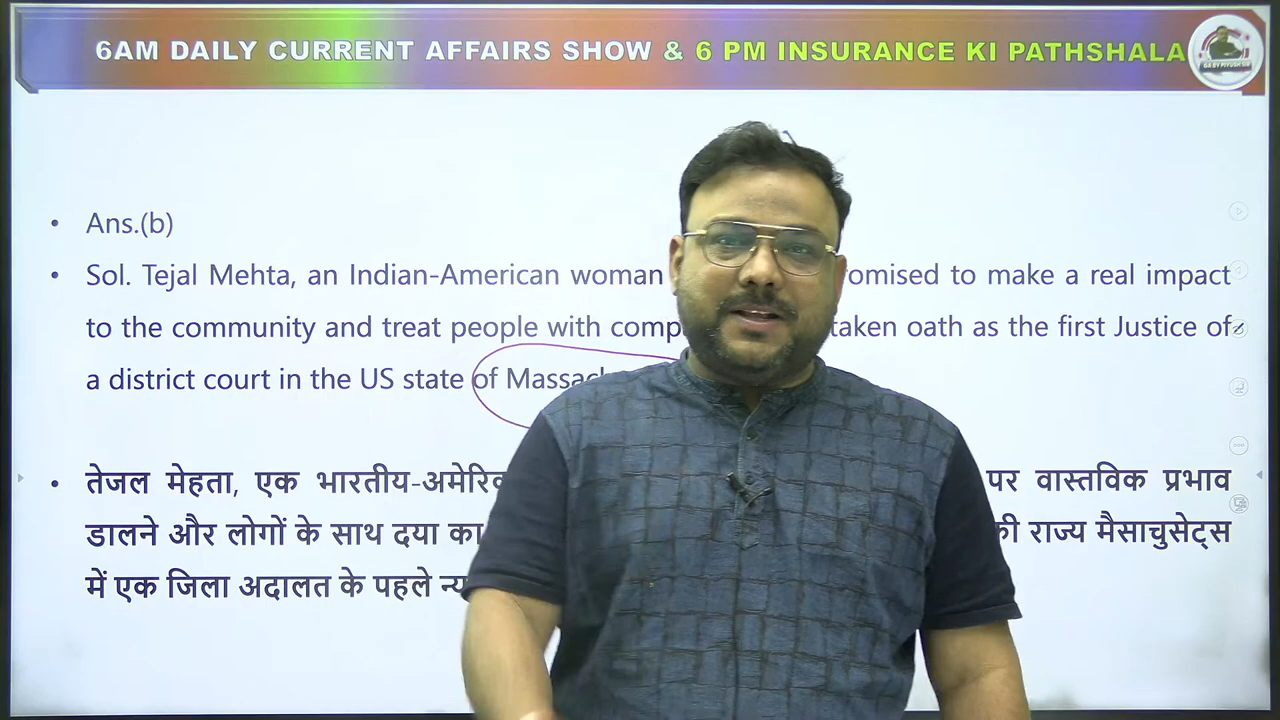 6AM DAILY CURRENT AFFAIRS SHOW & 6 PM INSURANCE KI PATHSHALA
• Ans.(b)
• Sol. Tejal Mehta, an Indian-American woman omised to make a real impact
to the community and treat people with comp taken oath as the first Justice of
a district court in the US state of Massac
• तेजल मेहता, एक भारतीय-अमेरिक पर वास्तविक प्रभाव
डालने और लोगों के साथ दया का की राज्य मैसाचुसेट्स
में एक जिला अदालत के पहले न्य